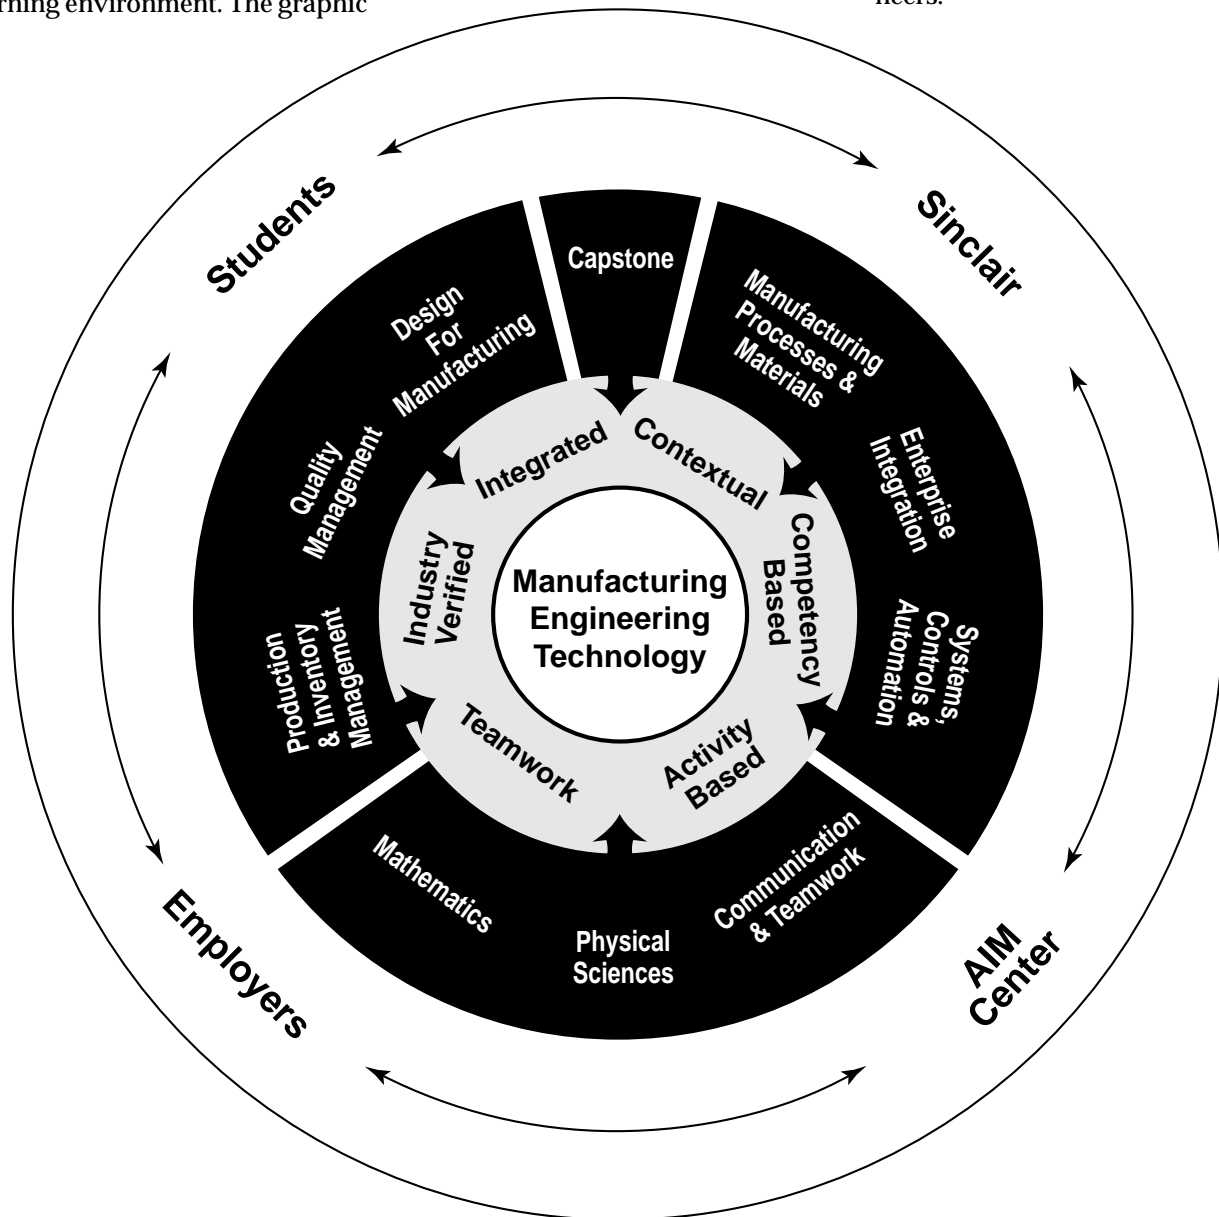 rning environment. The graphic
neers.
Students
Sinclair
Capstone
Design
For
Manufacturing
Manufacturing
Processes &
Materials
Quality
Management
Enterprise
Integration
Integrated
Contextual
Industry
Verified
Manufacturing
Engineering
Technology
Competency
Based
Production
& Inventory
Management
Systems,
Controls &
Automation
Teamwork
Activity
Based
Mathematics
Physical
Sciences
Communication
& Teamwork
Employers
AIM
Center